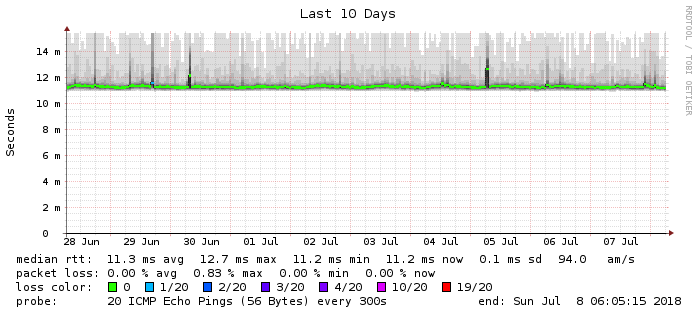 Last 10 Days
RRDTOOL / TOBI OETIKER
Seconds
14 m
12 m
10 m
8 m
6 m
4 m
2 m
0
28 Jun 29 Jun 30 Jun 01 Jul 02 Jul 03 Jul 04 Jul 05 Jul 06 Jul 07 Jul
median rtt: 11.3 ms avg 12.7 ms max 11.2 ms min 11.2 ms now 0.1 ms sd 94.0 am/s
packet loss: 0.00 % avg 0.83 % max 0.00 % min 0.00 % now
loss color: 0 1/20 2/20 3/20 4/20 10/20 19/20
probe: 20 ICMP Echo Pings (56 Bytes) every 300s end: Sun Jul 8 06:05:15 2018